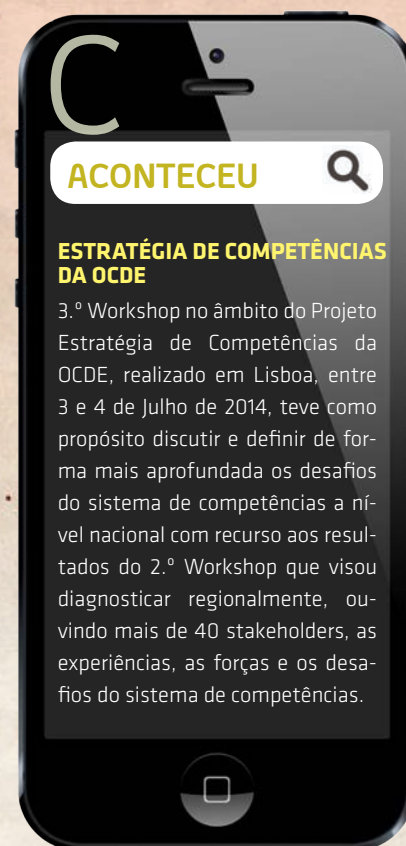 C
ACONTECEU
ESTRATÉGIA DE COMPETÊNCIAS
DA OCDE
3.º Workshop no âmbito do Projeto
Estratégia de Competências da
OCDE, realizado em Lisboa, entre
3 e 4 de Julho de 2014, teve como
propósito discutir e definir de for-
ma mais aprofundada os desafios
do sistema de competências a ní-
vel nacional com recurso aos resul-
tados do 2.º Workshop que visou
diagnosticar regionalmente, ou-
vindo mais de 40 stakeholders, as
experiências, as forças e os desa-
fios do sistema de competências.